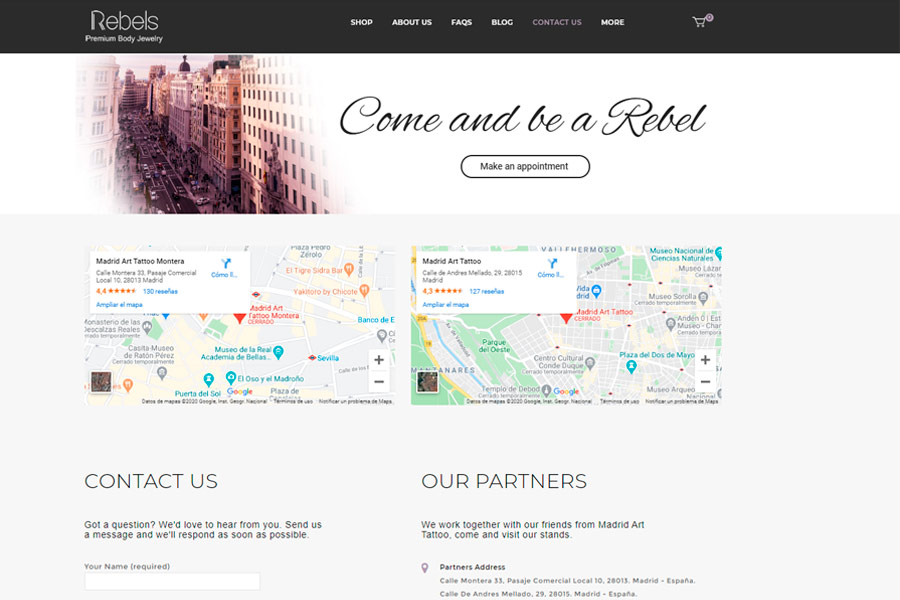 Rebels
Premium Body Jewelry
SHOP ABOUT US FAQS BLOG CONTACT US MORE
0
Come and be a Rebel
Make an appointment
Madrid Art Tattoo Montera
Calle Montera 33, Pasaje Comercial
Local 10, 28013 Madrid
4,4 130 reseñas
Ampliar el mapa
Cómo ll...
Plaza Pedro
Zerolo
El Tigre Sidra Bar
Yakitoro by Chicote
Madrid Art
Tattoo Montera
CERRADO
Banco de E
Monasterio de las
Descalzas Reales
Cerrado temporalmente
Casita-Museo
de Ratón Pérez
Cerrado temporalmente
Museo de la Real
Academia de Bellas...
Sevilla
El Oso y el Madroño
Puerta del Sol
Plaza de
Canalejas
Google
+
−
Datos de mapas ©2020 Google, Inst. Geogr. Nacional Términos de uso Notificar un problema de Maps
Madrid Art Tattoo
Calle de Andres Mellado, 29, 28015
Madrid
4,3 127 reseñas
Ampliar el mapa
Cómo ll...
VALLEHERMOSO
Museo Nacional de
Ciencias Naturales
Museo Lázar
Museo Sorolla
Cerrado temporalmente
Madrid Art Tattoo
CERRADO
Parque
del Oeste
Centro Cultural
Conde Duque
Cerrado temporalmente
Plaza del Dos de Mayo
Templo de Debod
Cerrado temporalmente
Museo Arqueo
Google
+
−
Datos de mapas ©2020 Google, Inst. Geogr. Nacional Términos de uso Notificar un problema de Maps
CONTACT US
Got a question? We'd love to hear from you. Send us
a message and we'll respond as soon as possible.
Your Name (required)
OUR PARTNERS
We work together with our friends from Madrid Art
Tattoo, come and visit our stands.
Partners Address
Calle Montera 33, Pasaje Comercial Local 10, 28013. Madrid - España.
Calle De Andres Mellado, 29, 28015. Madrid - España.